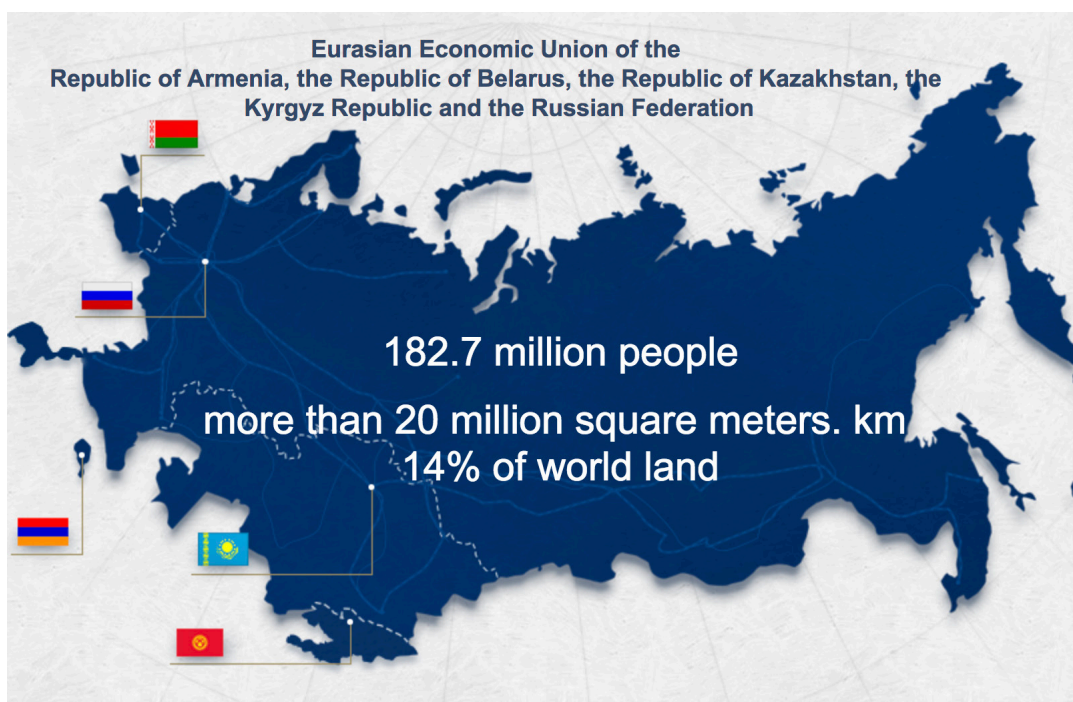 Eurasian Economic Union of the
Republic of Armenia, the Republic of Belarus, the Republic of Kazakhstan, the
Kyrgyz Republic and the Russian Federation
182.7 million people
more than 20 million square meters. km
14% of world land